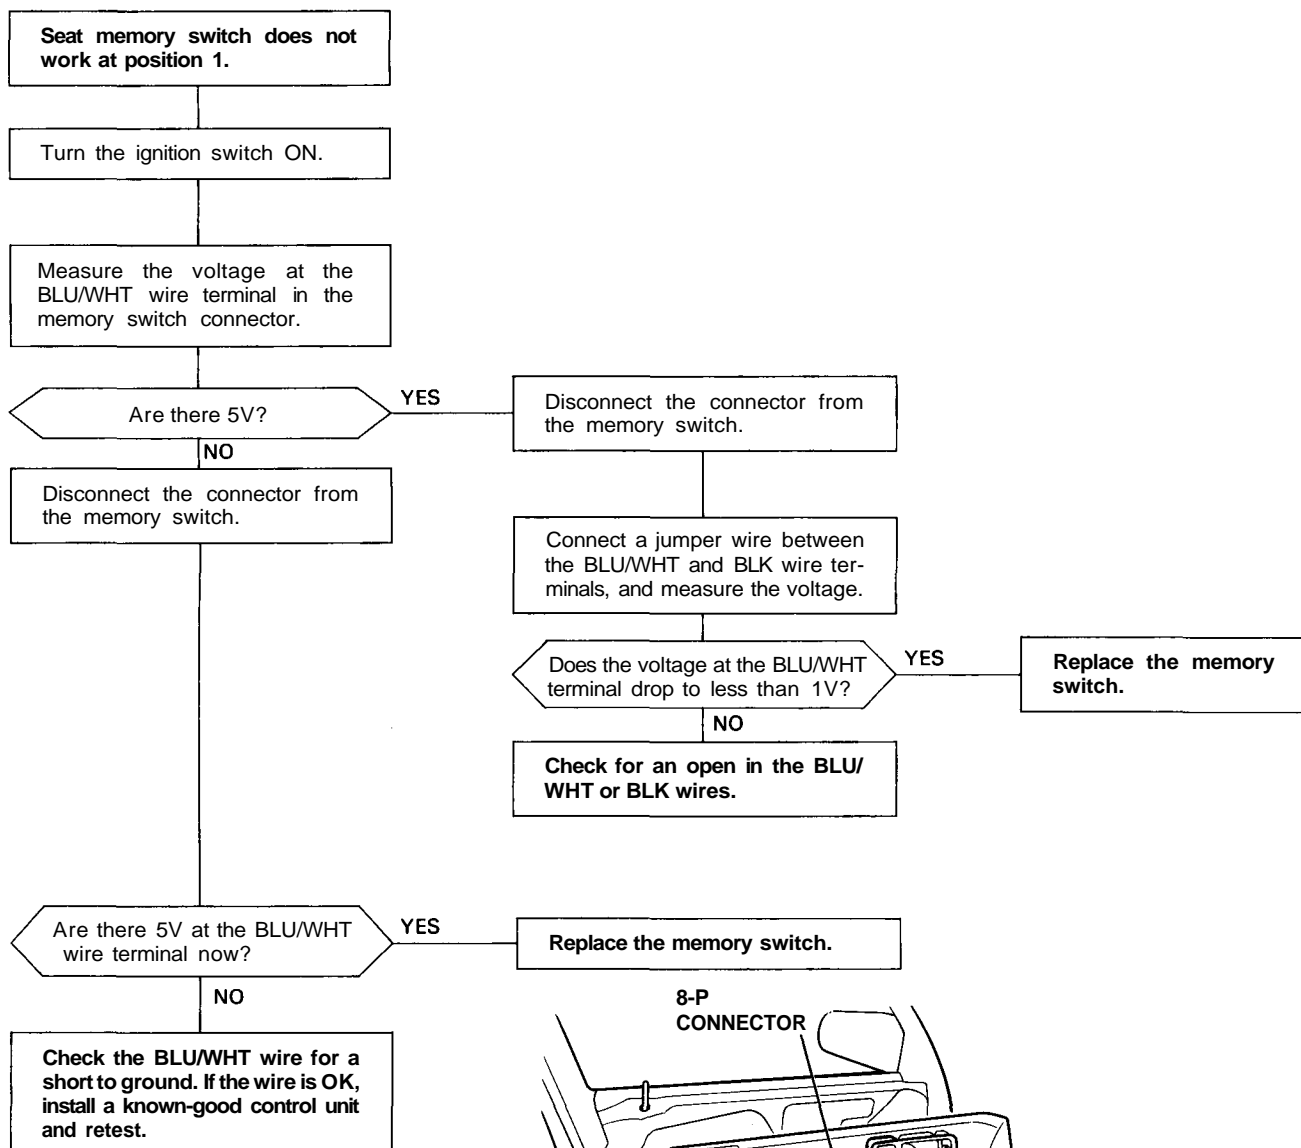 Seat memory switch does not
work at position 1.
Turn the ignition switch ON.
Measure the voltage at the
BLU/WHT wire terminal in the
memory switch connector.
Are there 5V?
YES
NO
Disconnect the connector from
the memory switch.
Disconnect the connector from
the memory switch.
Connect a jumper wire between
the BLU/WHT and BLK wire ter-
minals, and measure the voltage.
Does the voltage at the BLU/WHT
terminal drop to less than 1V?
YES
Replace the memory
switch.
NO
Check for an open in the BLU/
WHT or BLK wires.
Are there 5V at the BLU/WHT
wire terminal now?
YES
Replace the memory switch.
NO
Check the BLU/WHT wire for a
short to ground. If the wire is OK,
install a known-good control unit
and retest.
8-P
CONNECTOR